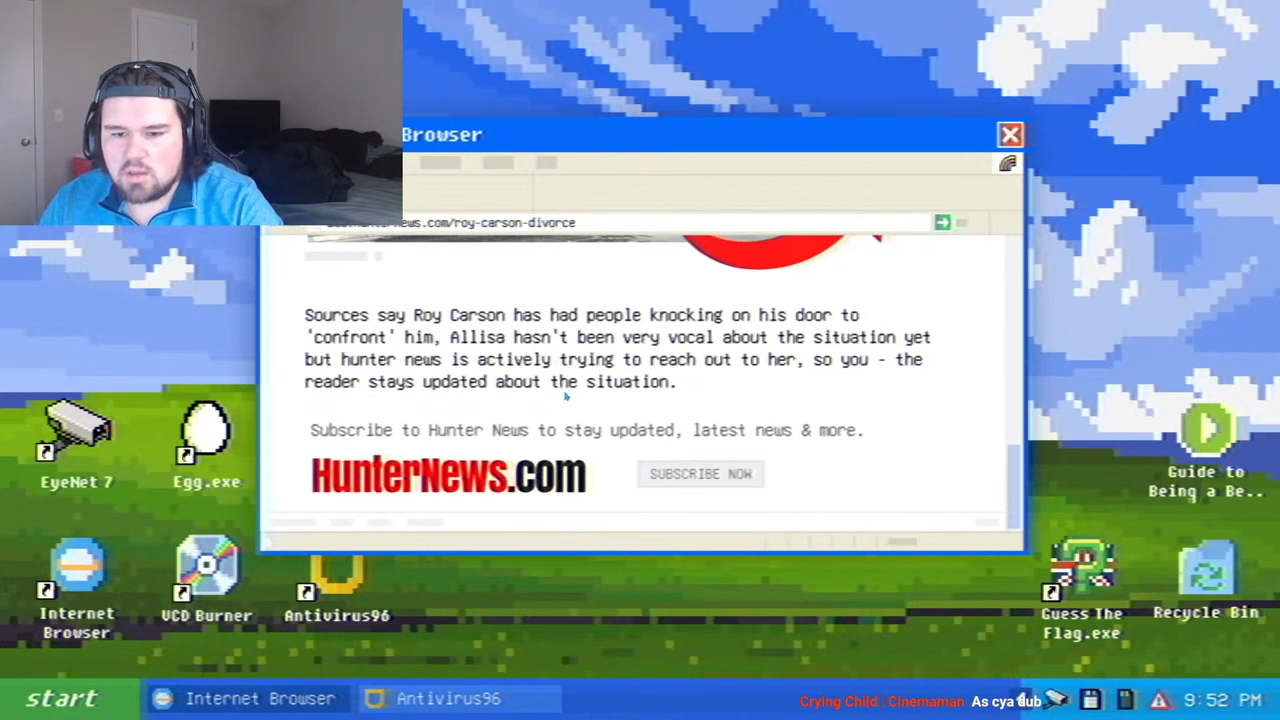 Browser
ews.com/roy-carson-divorce
Sources say Roy Carson has had people knocking on his door to
'confront' him, Allisa hasn't been very vocal about the situation yet
but hunter news is actively trying to reach out to her, so you - the
reader stays updated about the situation.
Subscribe to Hunter News to stay updated, latest news & more.
HunterNews.com
SUBSCRIBE NOW
EyeNet 7
Egg.exe
Guide to
Being a Be..
Internet
Browser
VCD Burner
Antivirus96
Guess The
Flag.exe
Recycle Bin
start
Internet Browser
Antivirus96
Crying Child | Cinemaman As cya dub
9:52 PM